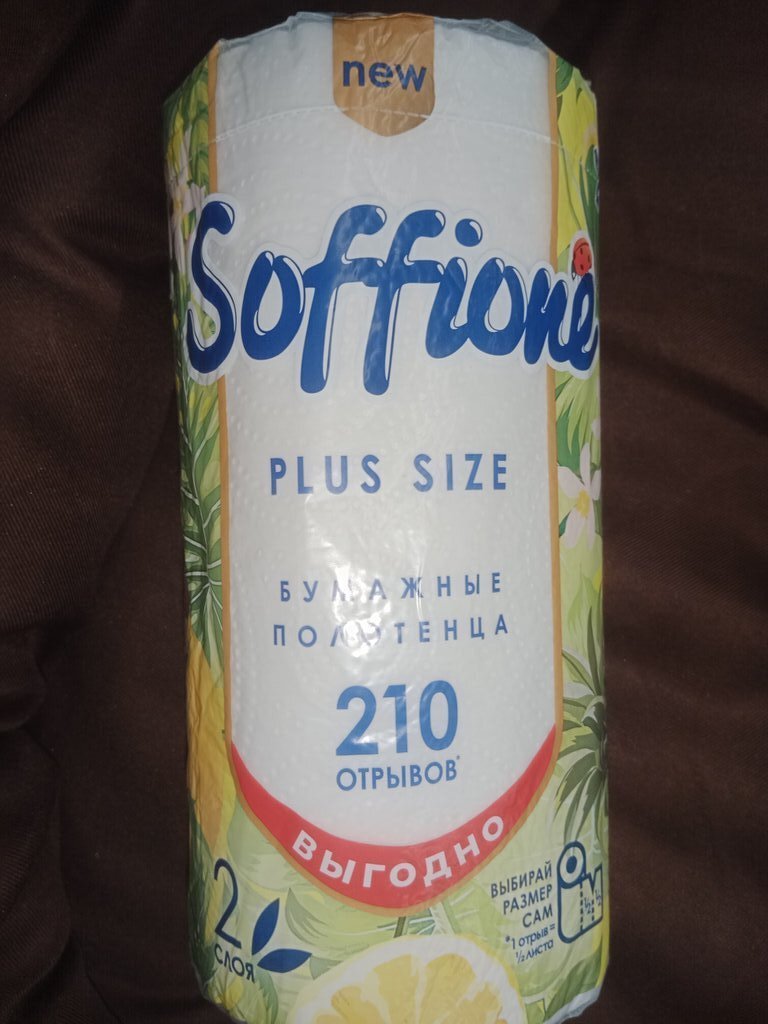 new
Soffione
PLUS SIZE
БУМАЖНЫЕ
ПОЛОТЕНЦА
210
ОТРЫВОВ*
ВЫГОДНО
2
СЛОЯ
ВЫБИРАЙ
РАЗМЕР
САМ
*1 отрыв =
½ листа